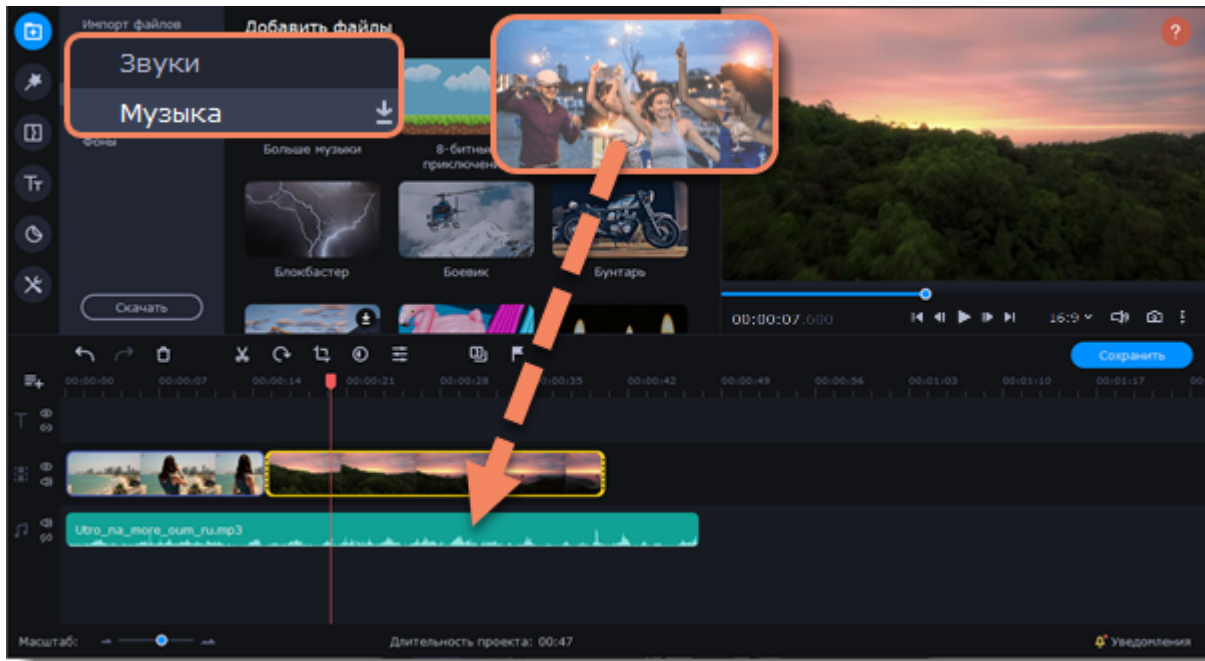 Импорт файлов
Добавить файлы
?
Звуки
Музыка
Фоны
Больше музыки
8-битные
приключения
Блокбастер
Боевик
Бунтарь
Скачать
00:00:07.600
16:9
Сохранить
00:00:00 00:00:07 00:00:14 00:00:21 00:00:28 00:00:35 00:00:42 00:00:49 00:00:56 00:01:03 00:01:10 00:01:17 00
Utro_na_more_oum_ru.mp3
Масштаб:
Длительность проекта: 00:47
Уведомления